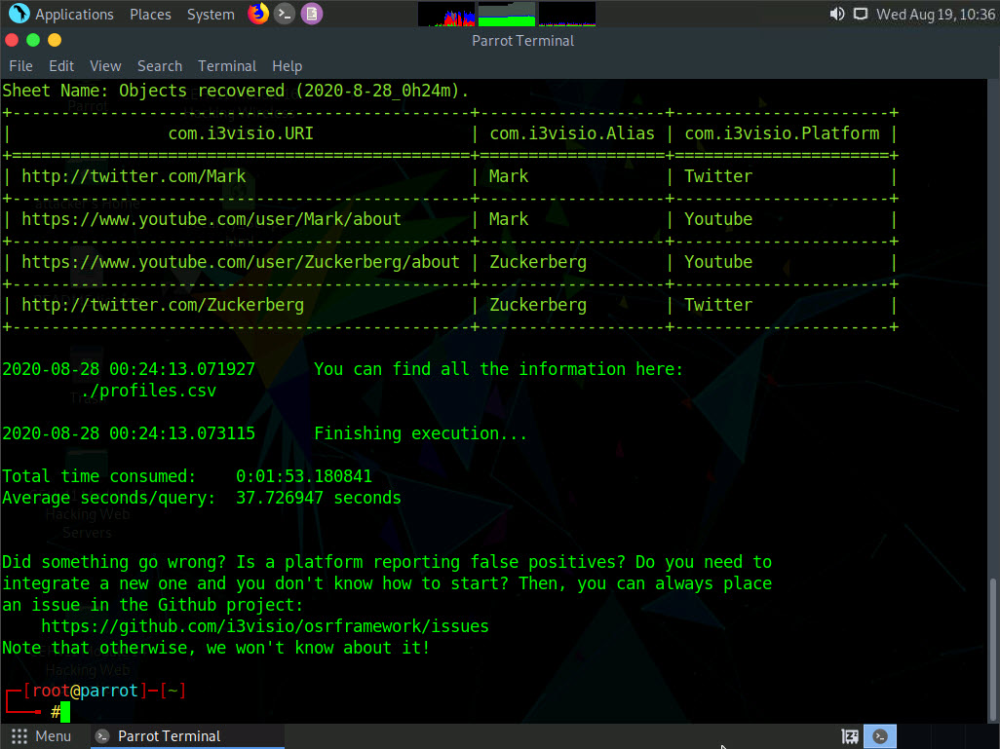 Applications Places System Wed Aug 19, 10:36
Parrot Terminal
File Edit View Search Terminal Help
Sheet Name: Objects recovered (2020-8-28_0h24m).
+-----------------------------------------------+-------------------+----------------------+
| com.i3visio.URI | com.i3visio.Alias | com.i3visio.Platform |
+===============================================+===================+======================+
| http://twitter.com/Mark | Mark | Twitter |
+-----------------------------------------------+-------------------+----------------------+
| https://www.youtube.com/user/Mark/about | Mark | Youtube |
+-----------------------------------------------+-------------------+----------------------+
| https://www.youtube.com/user/Zuckerberg/about | Zuckerberg | Youtube |
+-----------------------------------------------+-------------------+----------------------+
| http://twitter.com/Zuckerberg | Zuckerberg | Twitter |
+-----------------------------------------------+-------------------+----------------------+
2020-08-28 00:24:13.071927 You can find all the information here:
./profiles.csv
2020-08-28 00:24:13.073115 Finishing execution...
Total time consumed: 0:01:53.180841
Average seconds/query: 37.726947 seconds
Hacking Web
Servers
Did something go wrong? Is a platform reporting false positives? Do you need to
integrate a new one and you don't know how to start? Then, you can always place
an issue in the Github project:
https://github.com/i3visio/osrframework/issues
Note that otherwise, we won't know about it!
Hacking Web
┌─[root@parrot]─[~]
└──╼ #
Menu Parrot Terminal